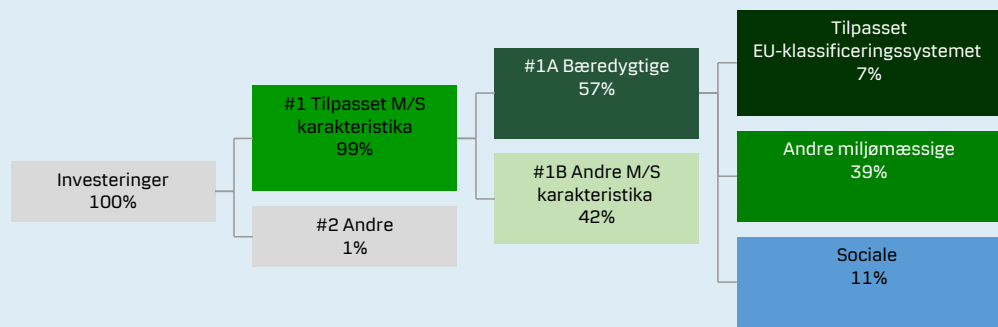 Investeringer
100%
#1 Tilpasset M/S
karakteristika
99%
#2 Andre
1%
#1A Bæredygtige
57%
#1B Andre M/S
karakteristika
42%
Tilpasset
EU-klassificeringssystemet
7%
Andre miljømæssige
39%
Sociale
11%